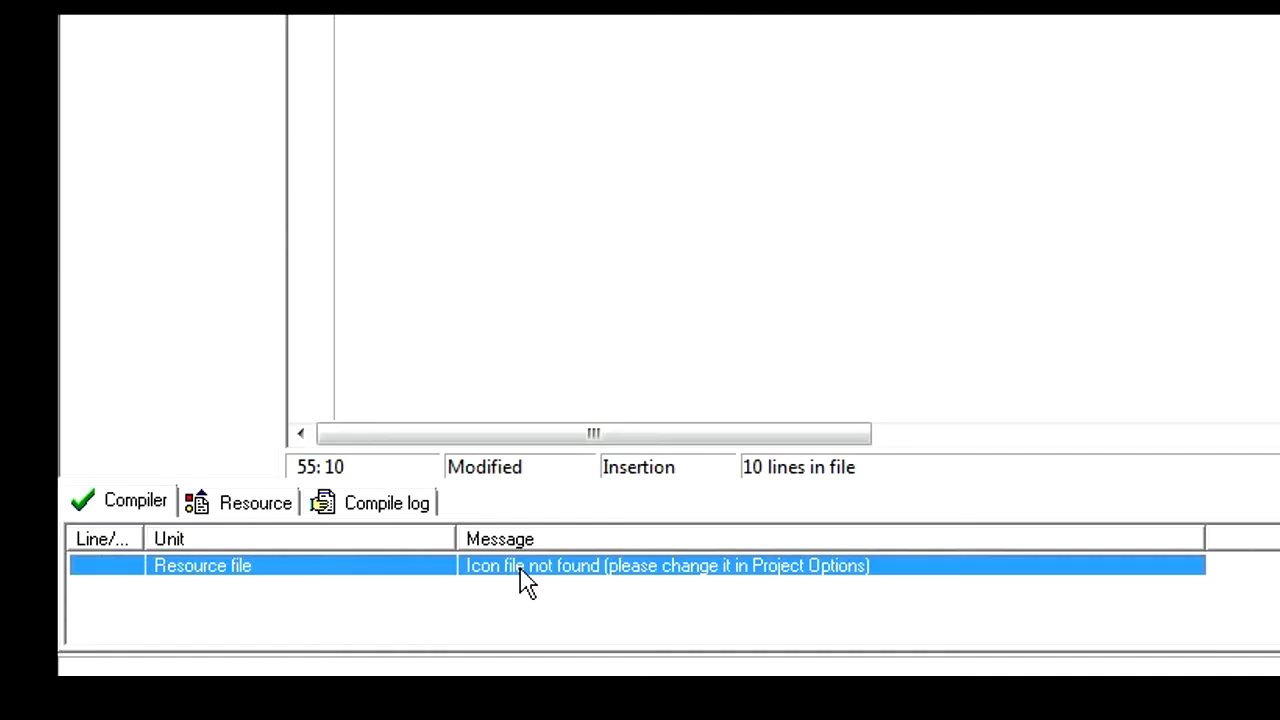 55: 10 Modified Insertion 10 lines in file
Compiler Resource Compile log
Line/... Unit Message
Resource file Icon file not found (please change it in Project Options)